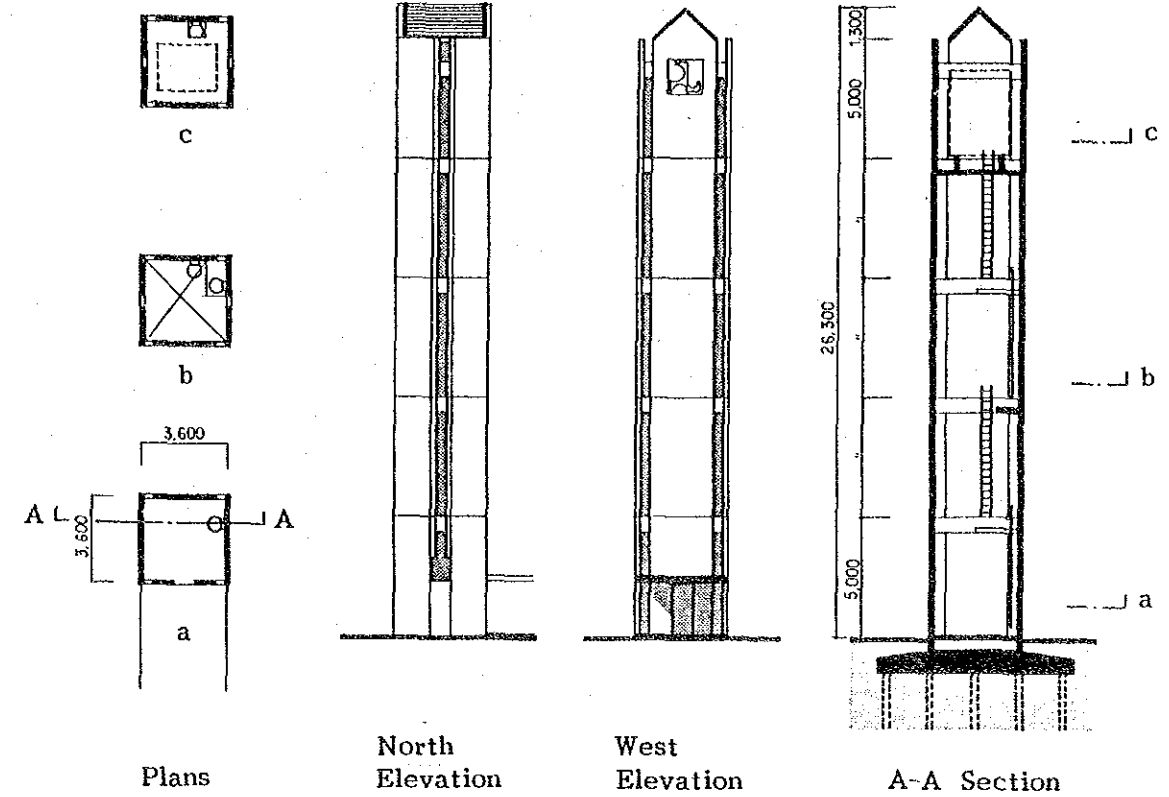 c
b
3,600
A A
3,600
a
Plans
North
Elevation
West
Elevation
1,300
5,000
"
26,300
"
"
5,000
c
b
a
A-A Section